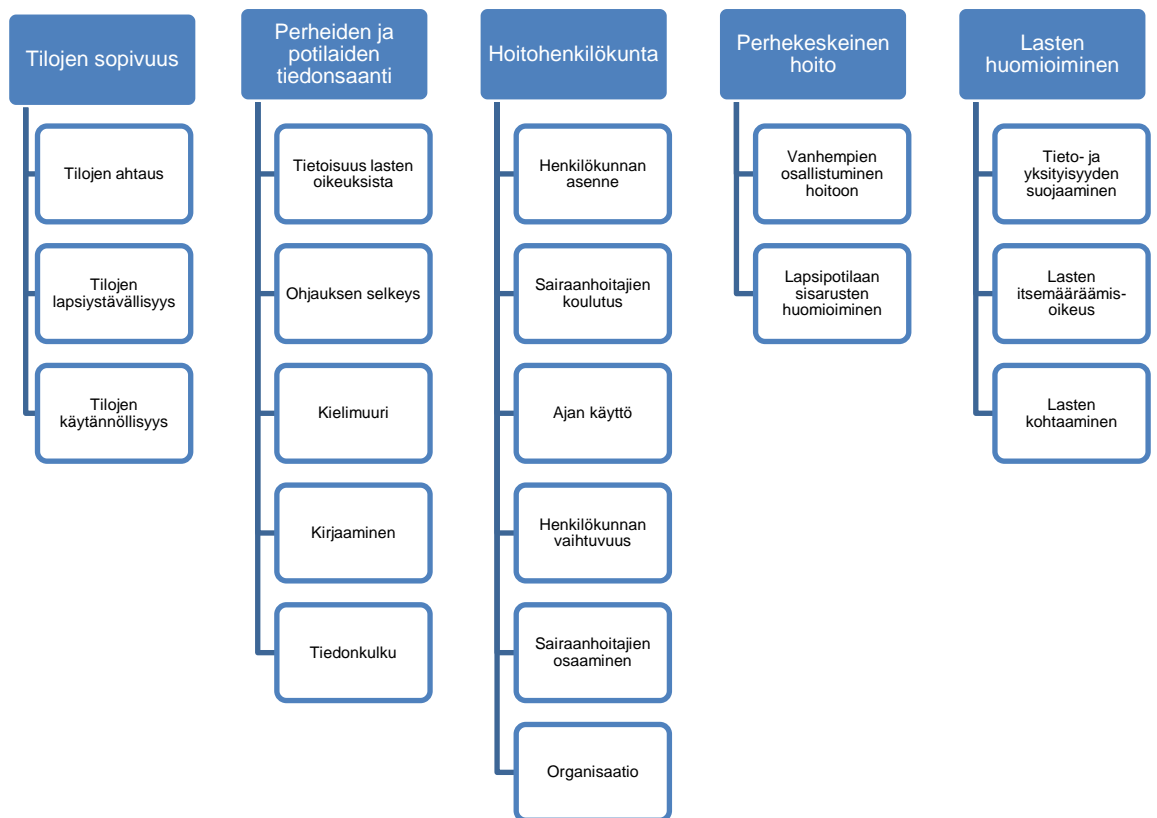 Tilojen sopivuus
Tilojen ahtaus
Tilojen
lapsiystävällisyys
Tilojen
käytännöllisyys
Perheiden ja
potilaiden
tiedonsaanti
Tietoisuus lasten
oikeuksista
Ohjauksen selkeys
Kielimuuri
Kirjaaminen
Tiedonkulku
Hoitohenkilökunta
Henkilökunnan
asenne
Sairaanhoitajien
koulutus
Ajan käyttö
Henkilökunnan
vaihtuvuus
Sairaanhoitajien
osaaminen
Organisaatio
Perhekeskeinen
hoito
Vanhempien
osallistuminen
hoitoon
Lapsipotilaan
sisarusten
huomioiminen
Lasten
huomioiminen
Tieto- ja
yksityisyyden
suojaaminen
Lasten
itsemääräämis-
oikeus
Lasten
kohtaaminen